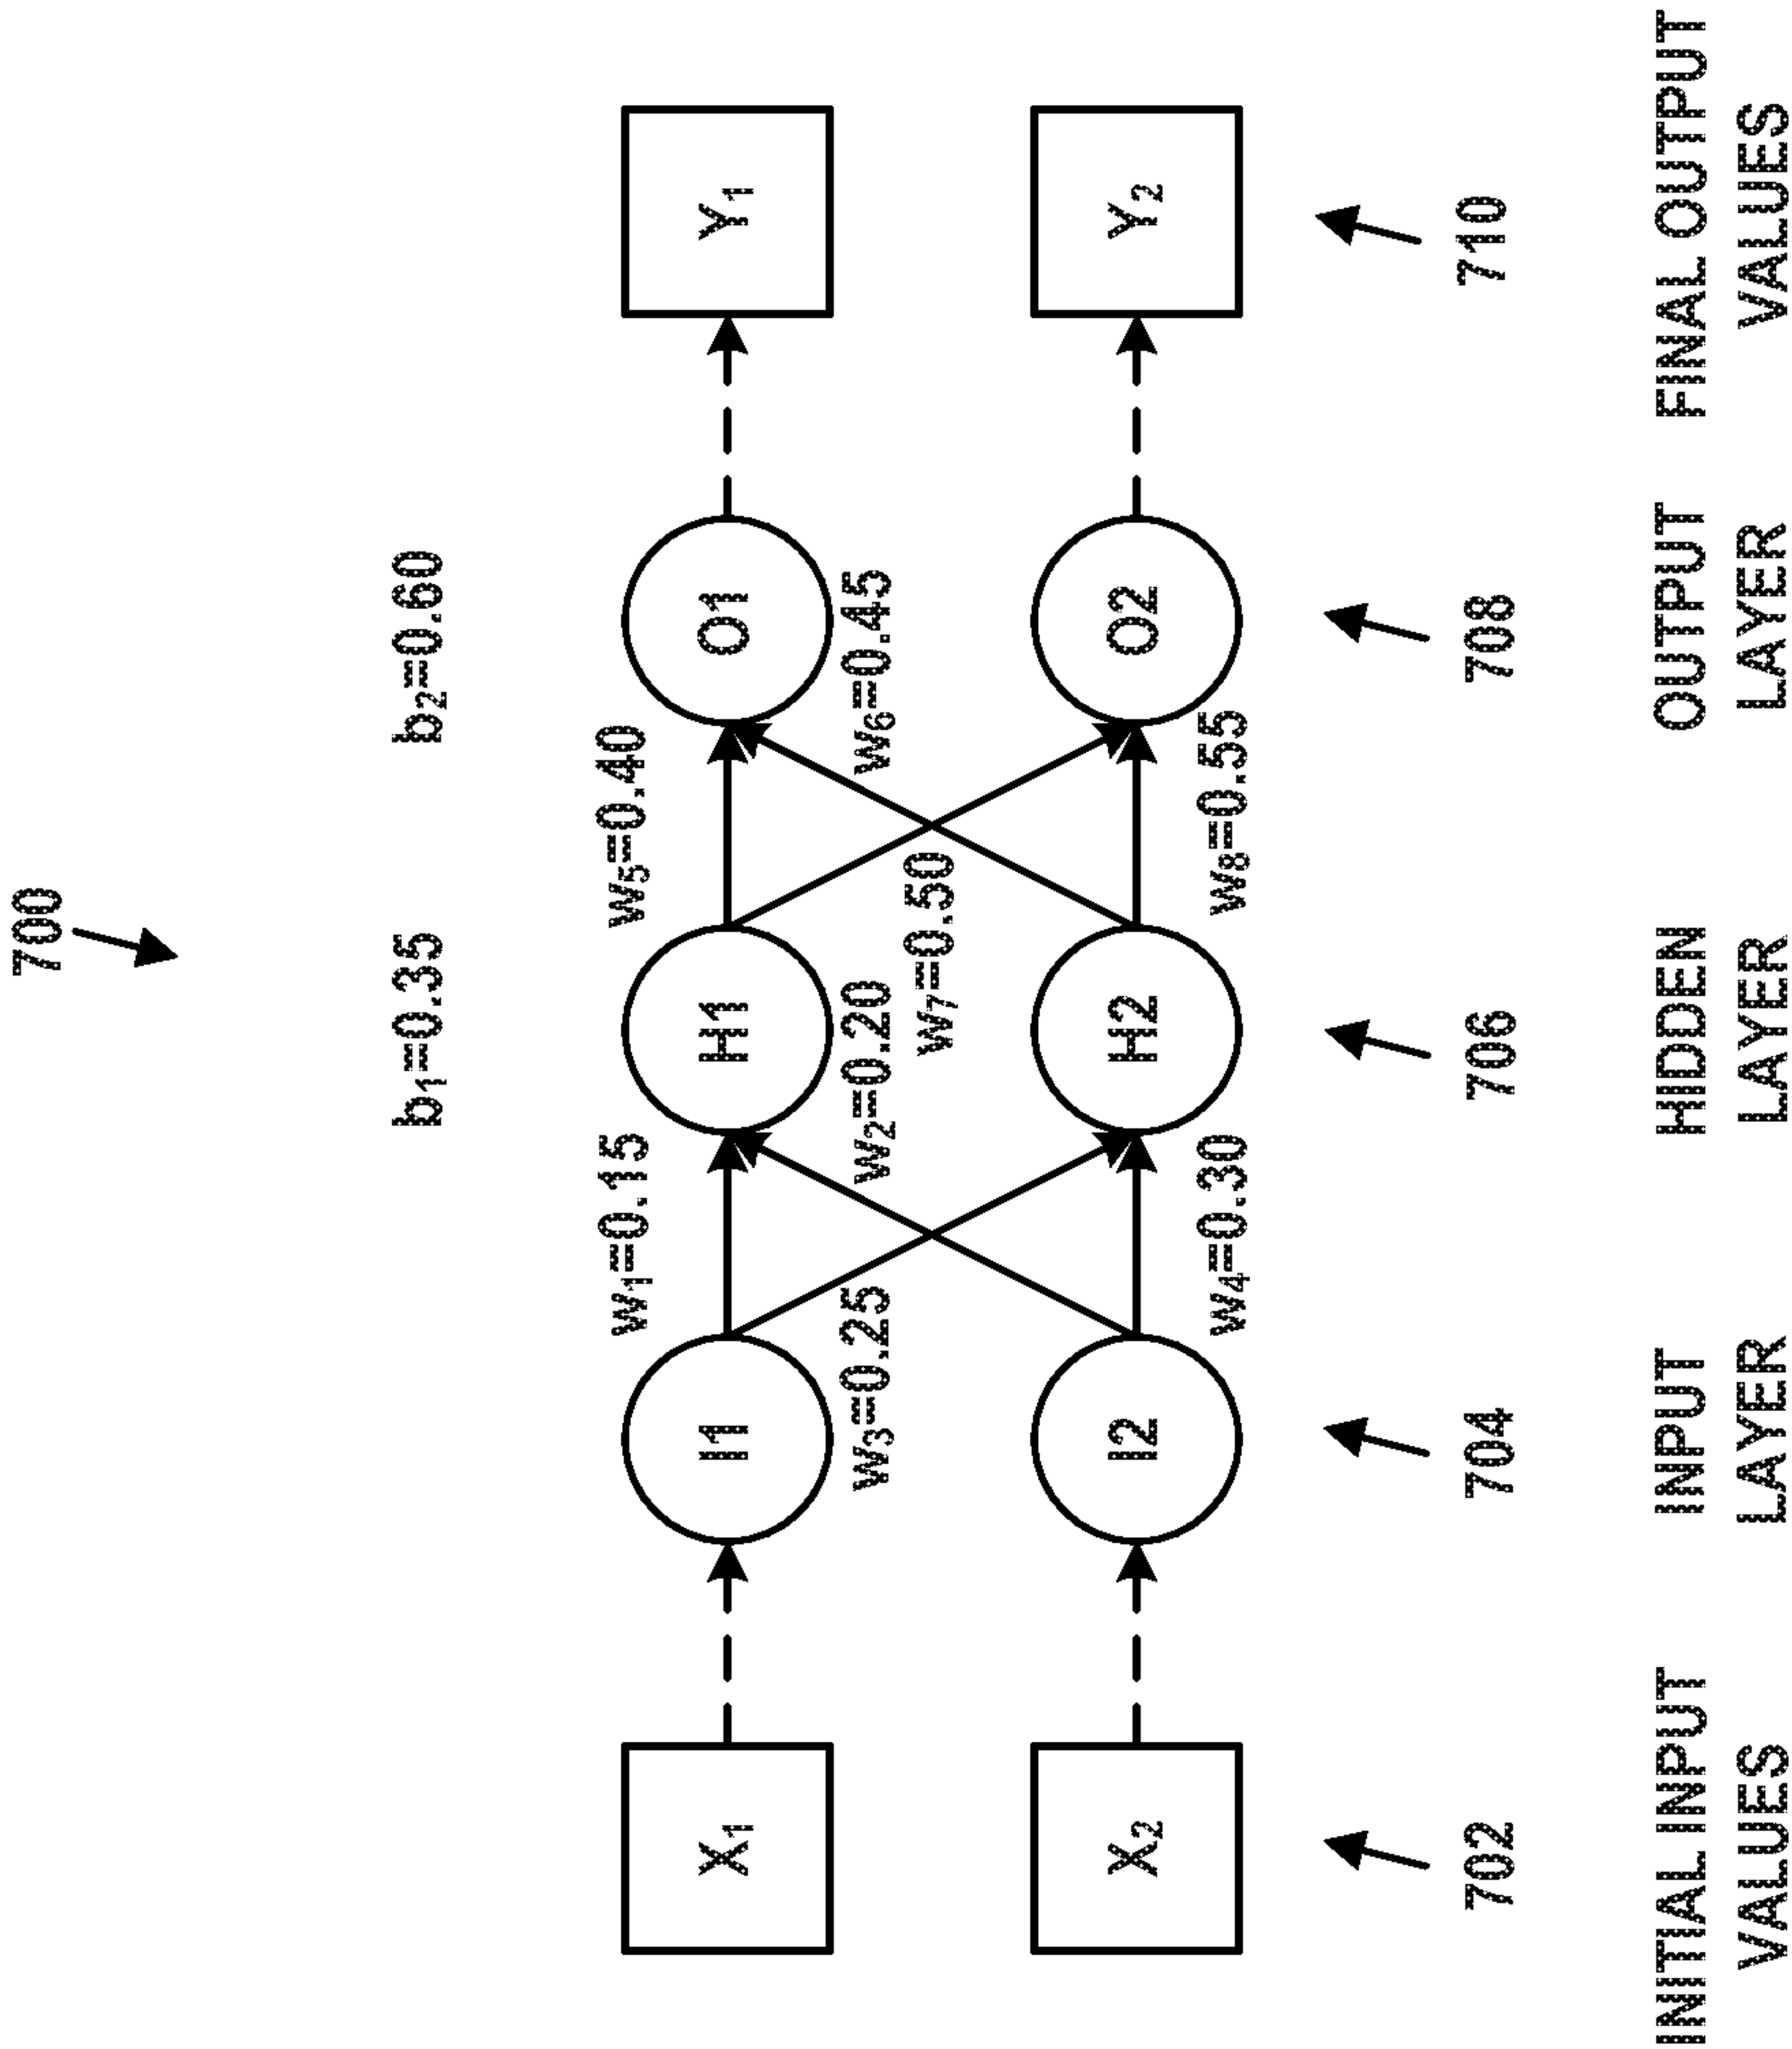 700
b₁=0.35
b₂=0.60
w₁=0.15
w₅=0.40
X₁
I1
H1
O1
Y₁
w₃=0.25
w₂=0.20
w₆=0.45
w₇=0.50
X₂
I2
H2
O2
Y₂
w₄=0.30
w₈=0.55
702
704
706
708
710
INITIAL INPUT
VALUES
INPUT
LAYER
HIDDEN
LAYER
OUTPUT
LAYER
FINAL OUTPUT
VALUES